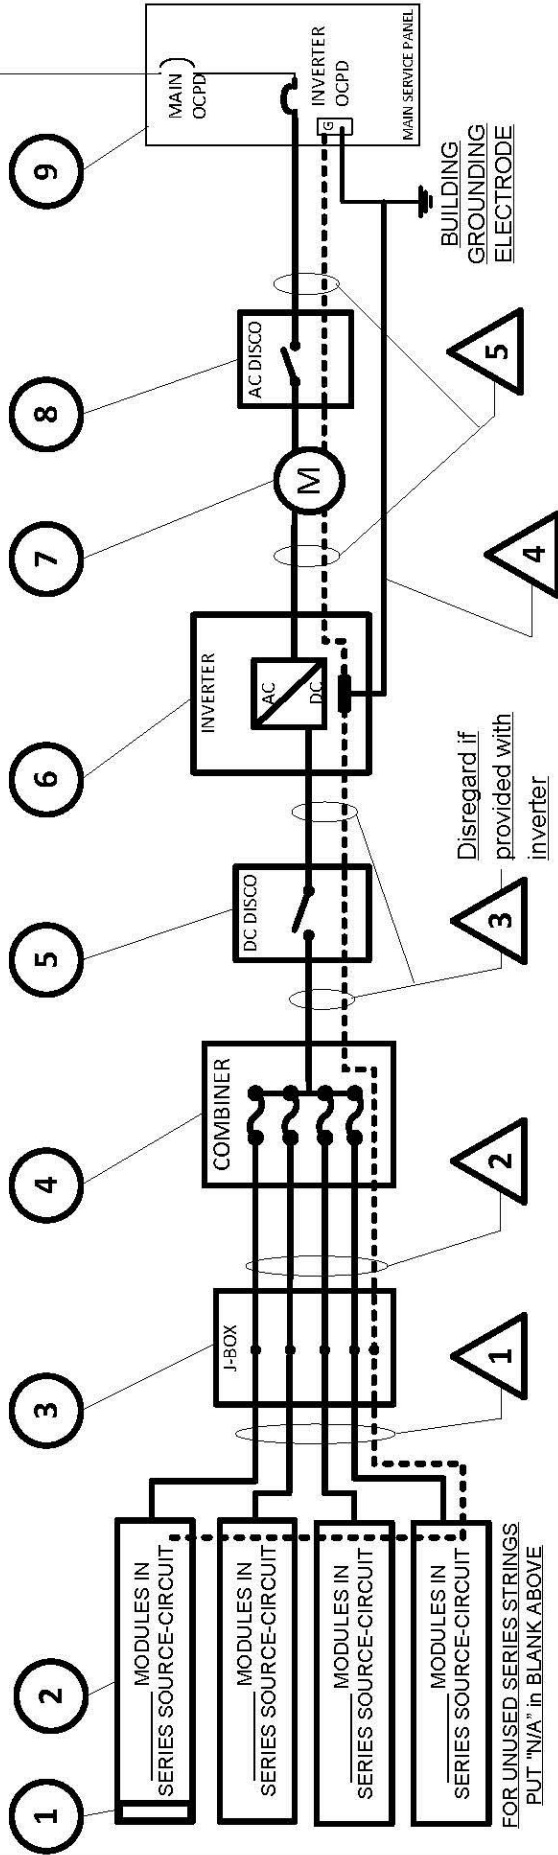 1
2
3
4
5
6
7
8
9
MODULES IN
SERIES SOURCE-CIRCUIT
MODULES IN
SERIES SOURCE-CIRCUIT
MODULES IN
SERIES SOURCE-CIRCUIT
MODULES IN
SERIES SOURCE-CIRCUIT
FOR UNUSED SERIES STRINGS
PUT "N/A" in BLANK ABOVE
J-BOX
COMBINER
DC DISCO
INVERTER
AC
DC
M
AC DISCO
MAIN
OCPD
INVERTER
OCPD
G
MAIN SERVICE PANEL
BUILDING
GROUNDING
ELECTRODE
1
2
3
Disregard if
provided with
inverter
4
5